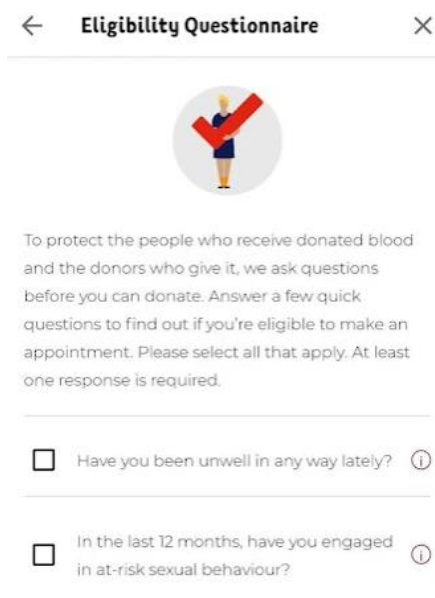 Eligibility Questionnaire
To protect the people who receive donated blood
and the donors who give it, we ask questions
before you can donate. Answer a few quick
questions to find out if you're eligible to make an
appointment. Please select all that apply. At least
one response is required.
Have you been unwell in any way lately?
In the last 12 months, have you engaged
in at-risk sexual behaviour?